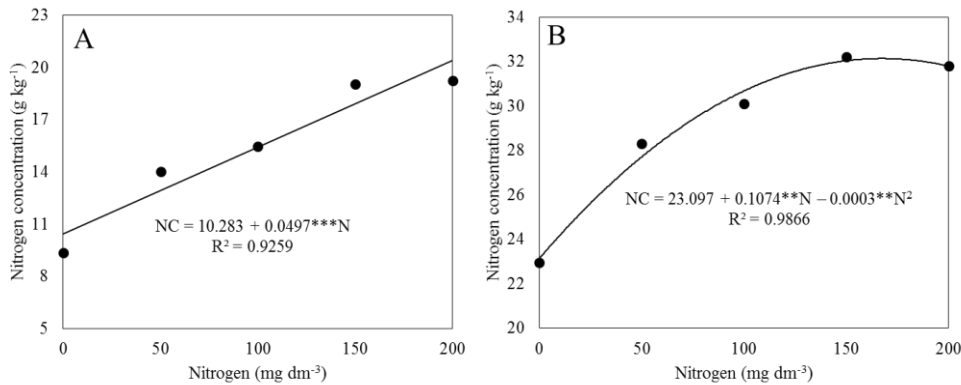 A
Nitrogen concentration (g kg⁻¹)
23
20
17
14
11
8
5
NC = 10.283 + 0.0497***N
R² = 0.9259
0 50 100 150 200
Nitrogen (mg dm⁻³)
B
Nitrogen concentration (g kg⁻¹)
34
32
30
28
26
24
22
20
NC = 23.097 + 0.1074**N – 0.0003**N²
R² = 0.9866
0 50 100 150 200
Nitrogen (mg dm⁻³)